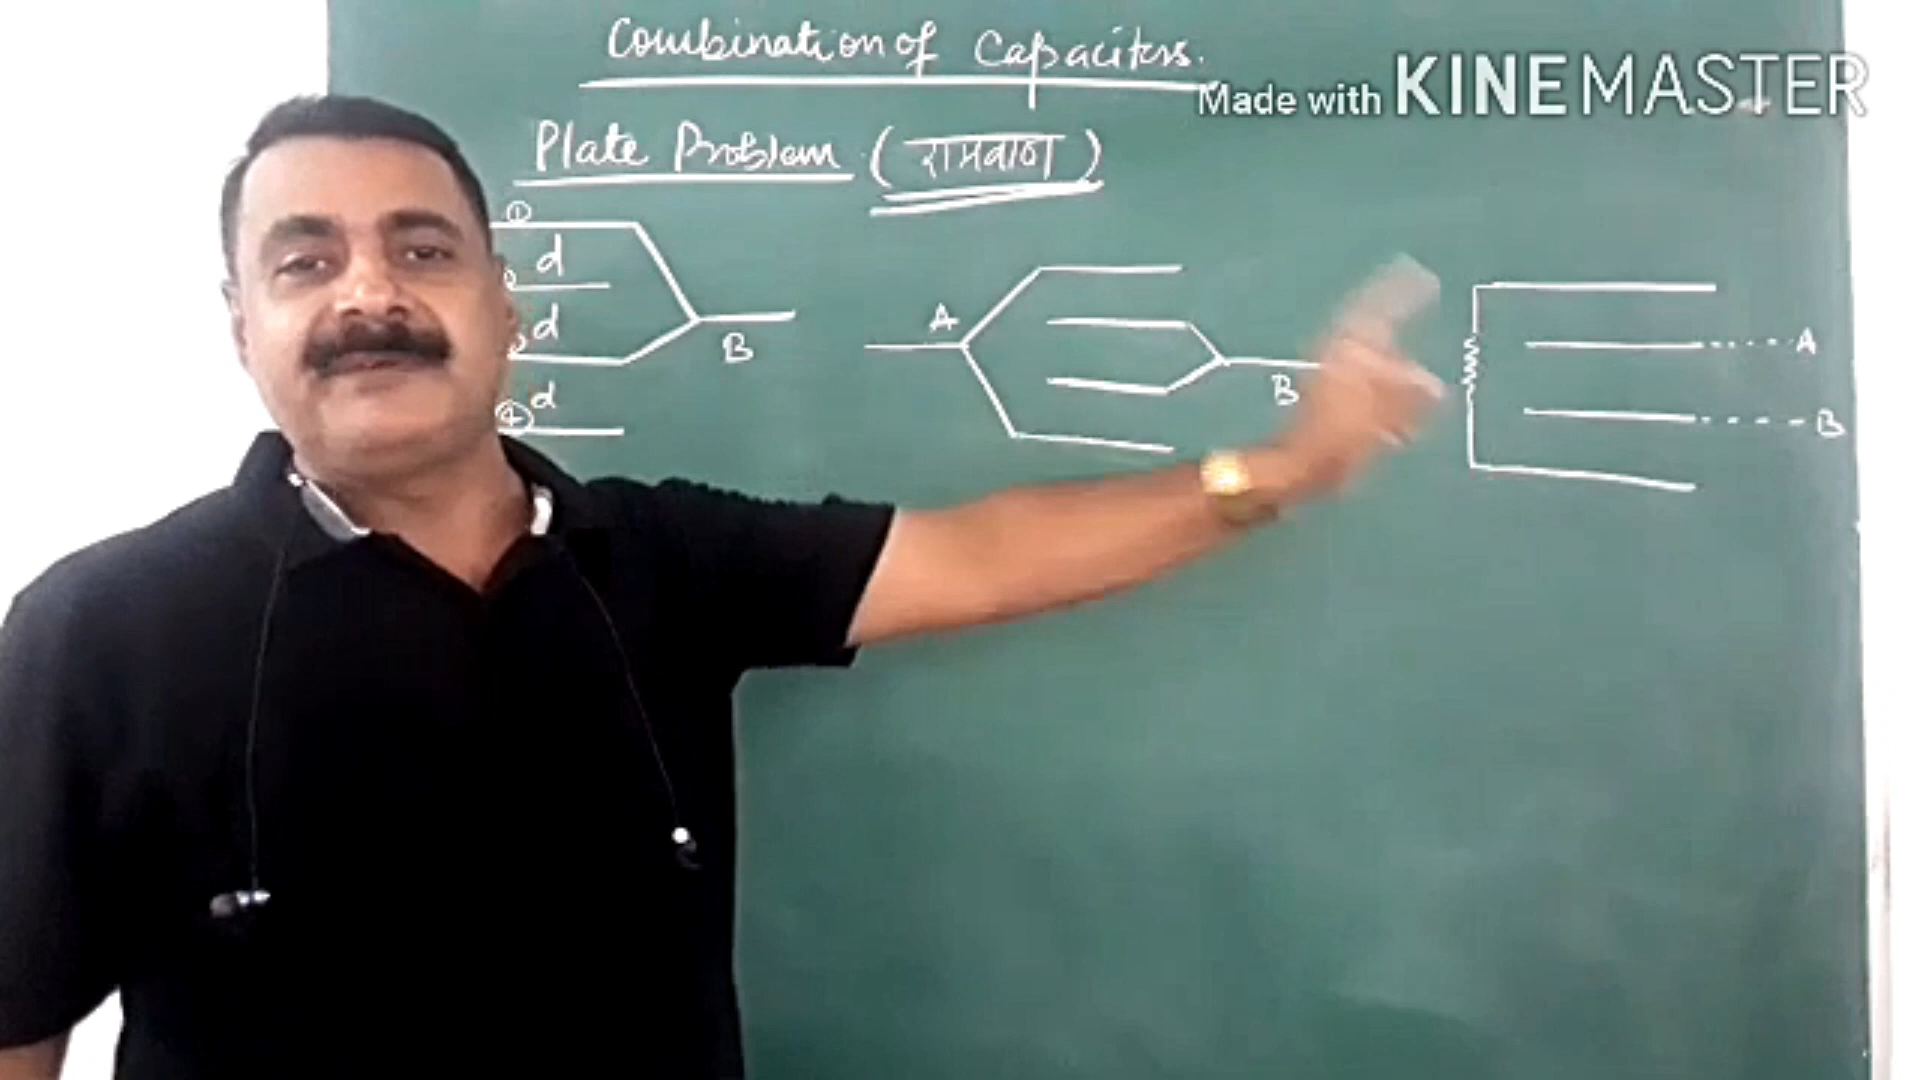 Combination of Capacitors.
Made with KINEMASTER
Plate Problem (रामबाण)
① d
d
B
④ d
A
B
A
B